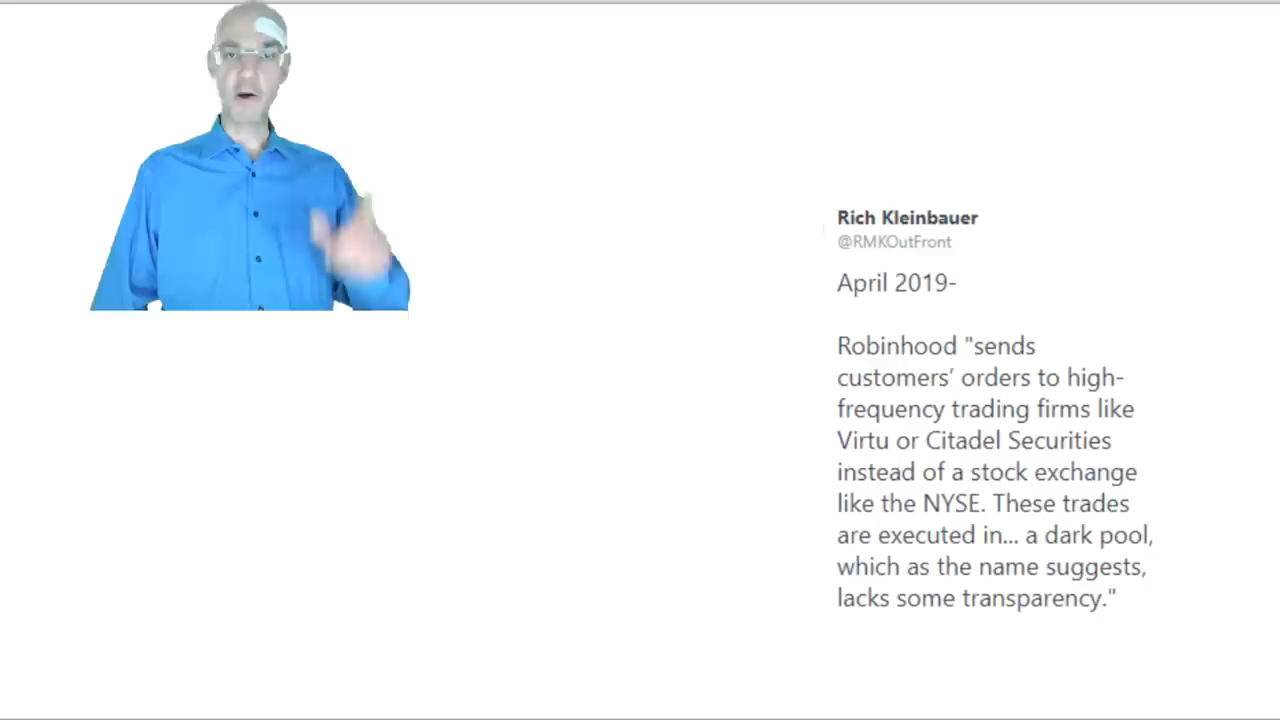 Rich Kleinbauer
@RMKOutFront
April 2019-
Robinhood "sends
customers’ orders to high-
frequency trading firms like
Virtu or Citadel Securities
instead of a stock exchange
like the NYSE. These trades
are executed in... a dark pool,
which as the name suggests,
lacks some transparency."